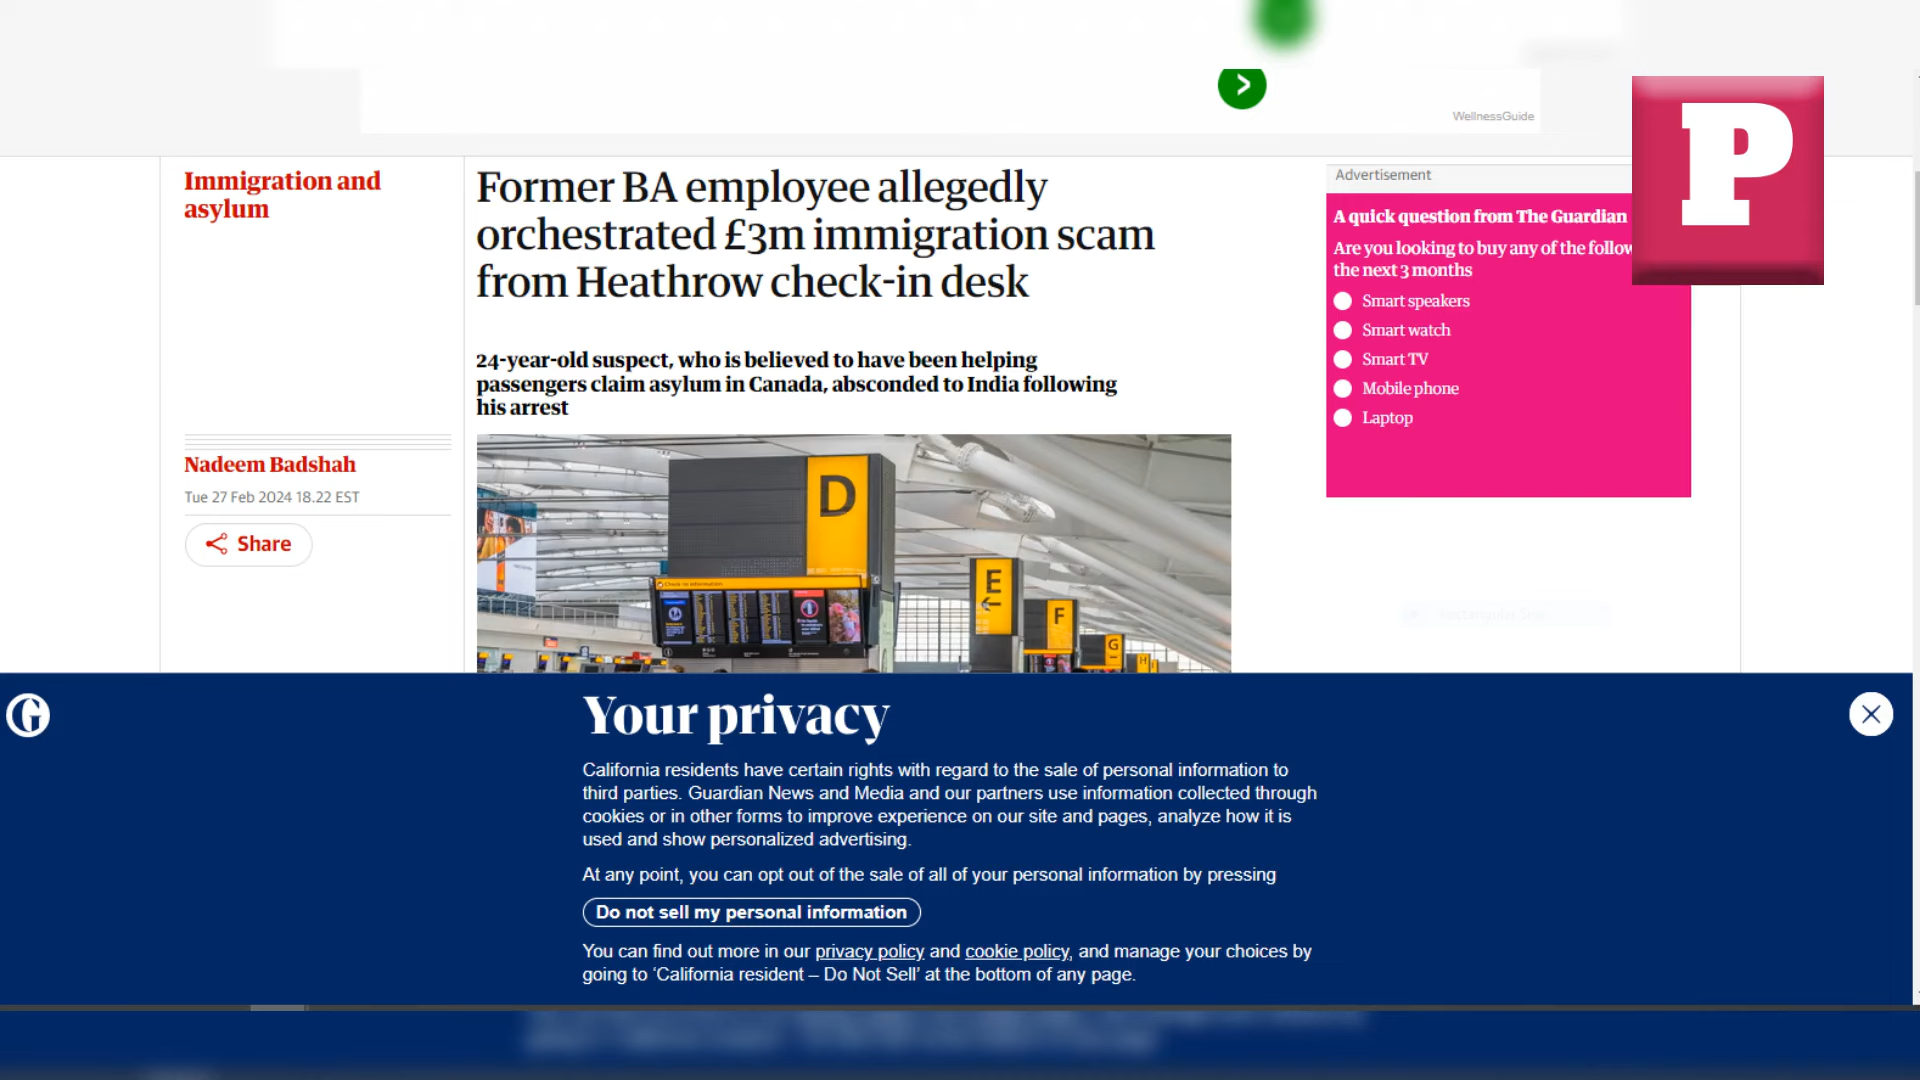 WellnessGuide
P
Immigration and
asylum
Former BA employee allegedly
orchestrated £3m immigration scam
from Heathrow check-in desk
24-year-old suspect, who is believed to have been helping
passengers claim asylum in Canada, absconded to India following
his arrest
Nadeem Badshah
Tue 27 Feb 2024 18.22 EST
Share
D
Check-in information
E
F
G
H
Advertisement
A quick question from The Guardian
Are you looking to buy any of the follow
the next 3 months
Smart speakers
Smart watch
Smart TV
Mobile phone
Laptop
G
Your privacy
California residents have certain rights with regard to the sale of personal information to
third parties. Guardian News and Media and our partners use information collected through
cookies or in other forms to improve experience on our site and pages, analyze how it is
used and show personalized advertising.
At any point, you can opt out of the sale of all of your personal information by pressing
Do not sell my personal information
You can find out more in our privacy policy and cookie policy, and manage your choices by
going to ‘California resident – Do Not Sell’ at the bottom of any page.